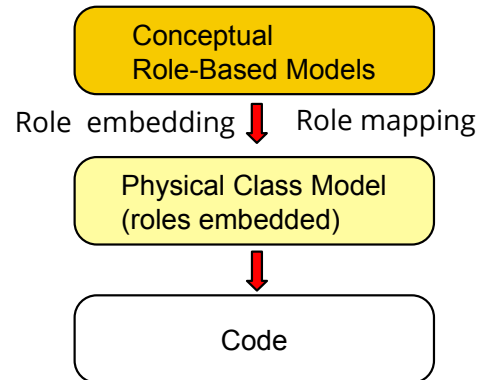 Conceptual
Role-Based Models
Role embedding Role mapping
Physical Class Model
(roles embedded)
Code